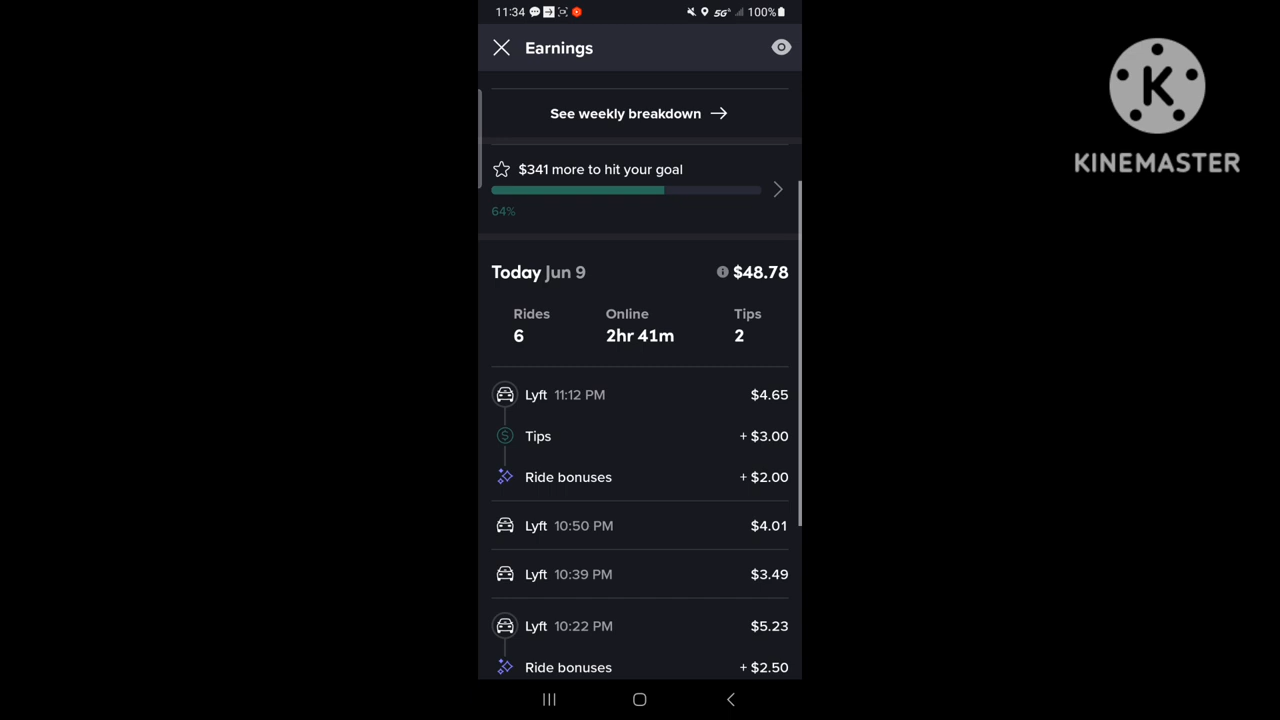 11:34 5G+ 100%
Earnings
K
KINEMASTER
See weekly breakdown
$341 more to hit your goal
64%
Today Jun 9 $48.78
Rides Online Tips
6 2hr 41m 2
Lyft 11:12 PM $4.65
Tips + $3.00
Ride bonuses + $2.00
Lyft 10:50 PM $4.01
Lyft 10:39 PM $3.49
Lyft 10:22 PM $5.23
Ride bonuses + $2.50